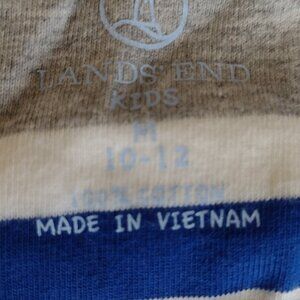 LANDS' END
KIDS
M
10-12
100% COTTON
MADE IN VIETNAM